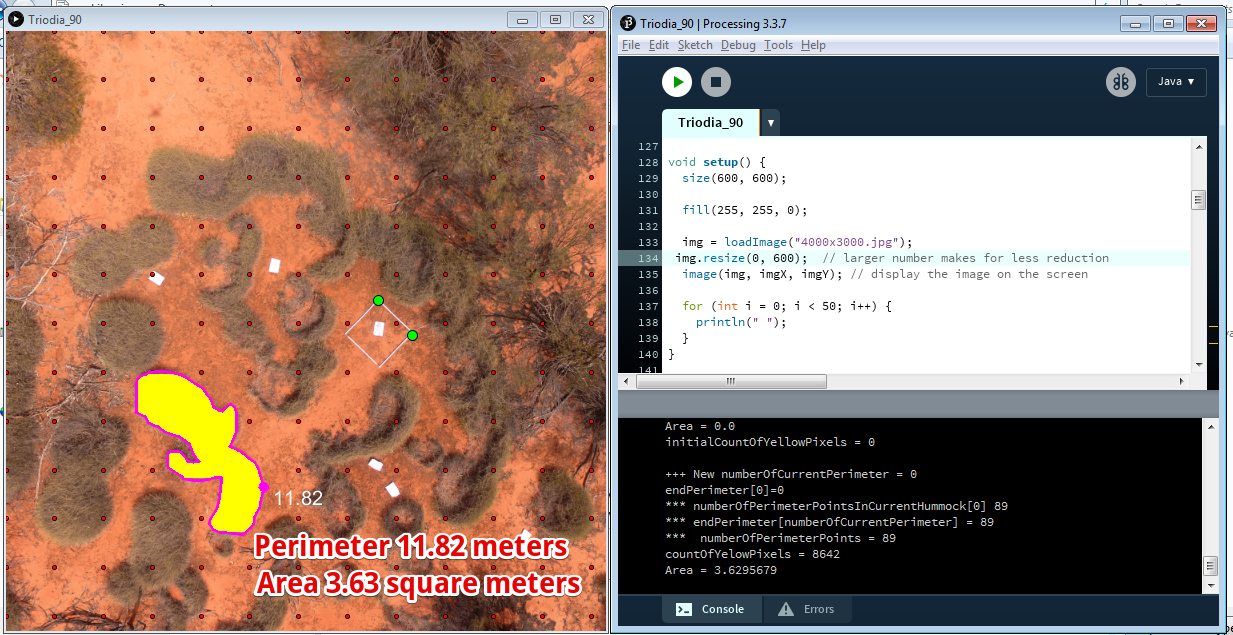 Triodia_90
11.82
Perimeter 11.82 meters
Area 3.63 square meters
Triodia_90 | Processing 3.3.7
File Edit Sketch Debug Tools Help
Java ▼
Triodia_90 ▼
127
128 void setup() {
129 size(600, 600);
130
131 fill(255, 255, 0);
132
133 img = loadImage("4000x3000.jpg");
134 img.resize(0, 600); // larger number makes for less reduction
135 image(img, imgX, imgY); // display the image on the screen
136
137 for (int i = 0; i < 50; i++) {
138 println(" ");
139 }
140 }
141
Area = 0.0
initialCountOfYellowPixels = 0
+++ New numberOfCurrentPerimeter = 0
endPerimeter[0]=0
*** numberOfPerimeterPointsInCurrentHummock[0] 89
*** endPerimeter[numberOfCurrentPerimeter] = 89
*** numberOfPerimeterPoints = 89
countOfYelowPixels = 8642
Area = 3.6295679
Console Errors